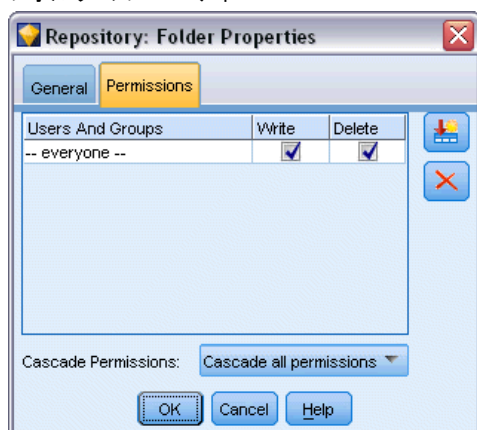 Repository: Folder Properties
General Permissions
Users And Groups Write Delete
-- everyone --
Cascade Permissions: Cascade all permissions
OK Cancel Help